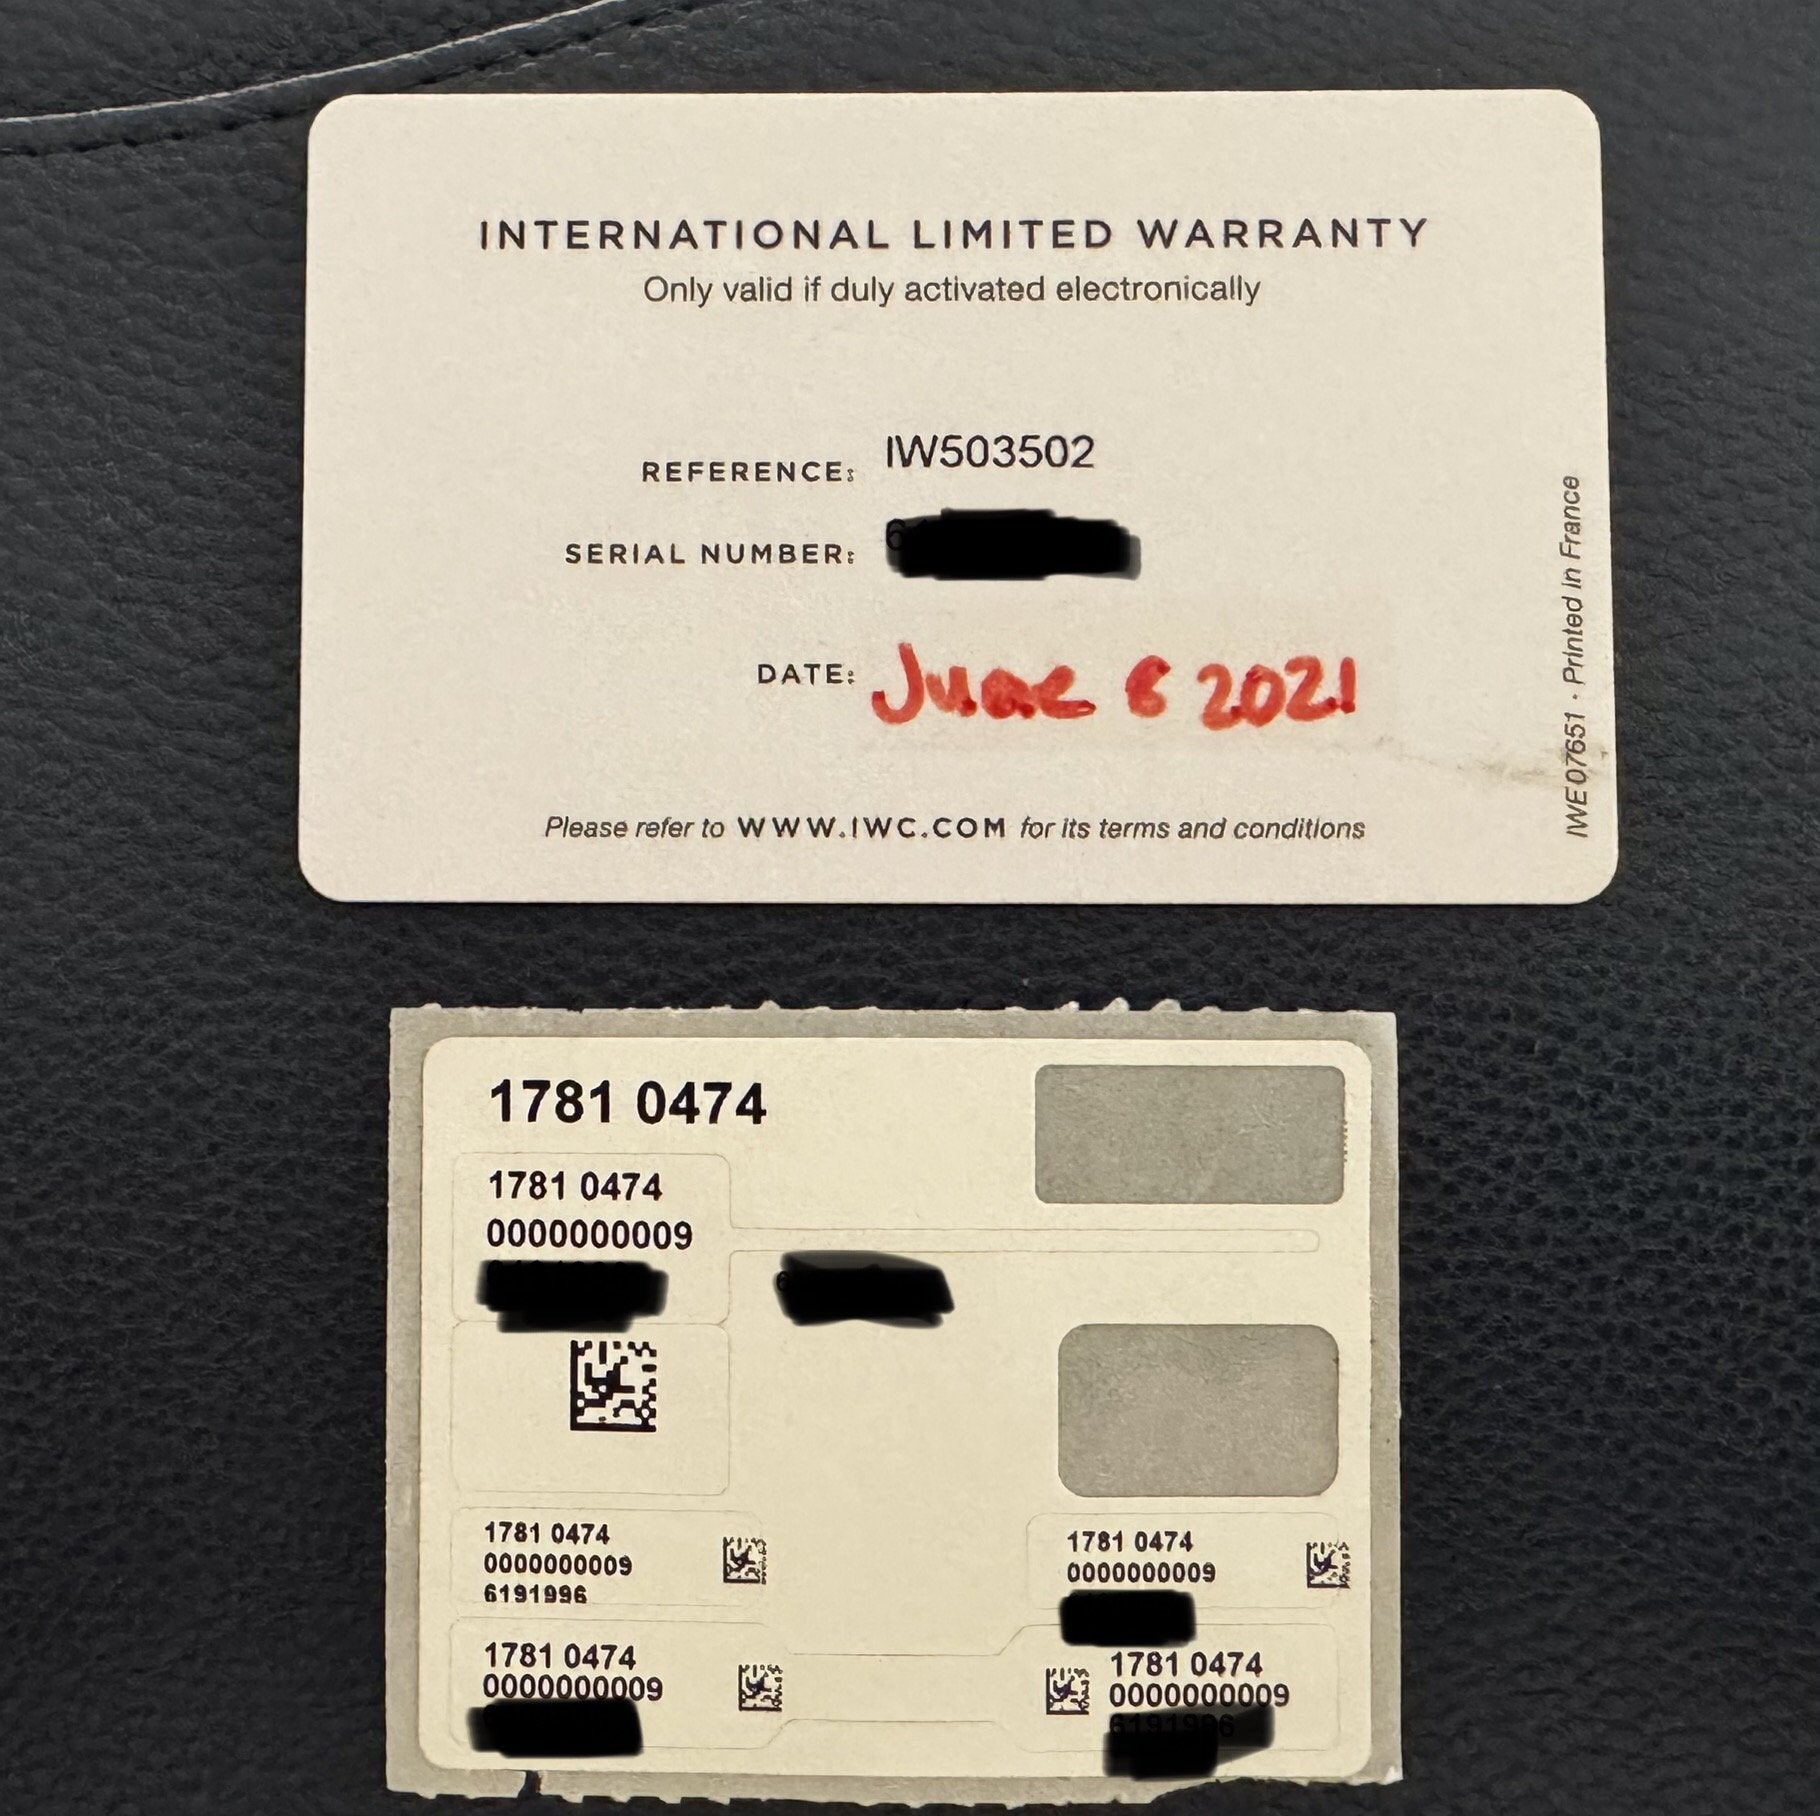 INTERNATIONAL LIMITED WARRANTY
Only valid if duly activated electronically
REFERENCE: IW503502
SERIAL NUMBER:
DATE: June 6 2021
Please refer to WWW.IWC.COM for its terms and conditions
IWE07651 · Printed in France
1781 0474
1781 0474
0000000009
1781 0474
0000000009
6191996
1781 0474
0000000009
1781 0474
0000000009
1781 0474
0000000009